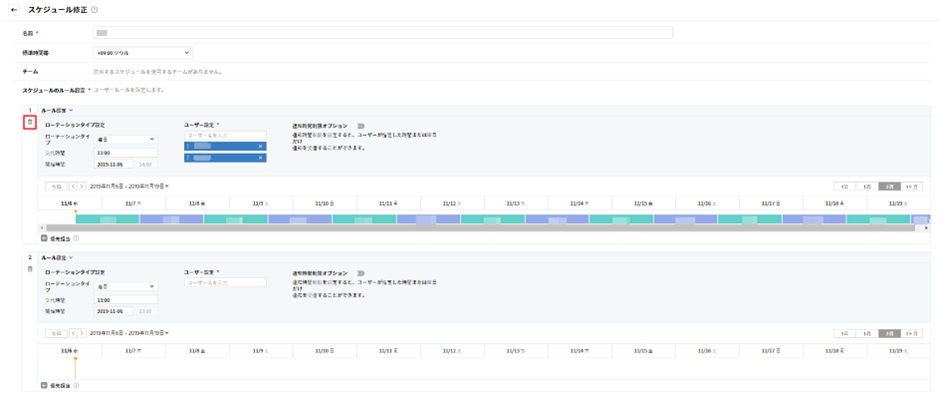 ← スケジュール修正 ?
名前 *
標準時間帯 +09:00 ソウル
チーム 該当するスケジュールを使用するチームがありません。
スケジュールのルール設定 * ユーザールールを設定します。
1 ルール設定
ローテーションタイプ設定 ユーザー設定 * 通知時間制限オプション
ローテーションタイプ 毎日 ユーザー名を入力 通知時間制限を設定すると、ユーザーが指定した時間または曜日だけ
通知を受信することができます。
交代時間 13:00
開始時間 2019-11-06
今日 < > 2019年11月6日 - 2019年11月19日 1日 1週 2週 1ヶ月
11/6 水 11/7 木 11/8 金 11/9 土 11/10 日 11/11 月 11/12 火 11/13 水 11/14 木 11/15 金 11/16 土 11/17 日 11/18 月 11/19 火
+ 優先担当
2 ルール設定
ローテーションタイプ設定 ユーザー設定 * 通知時間制限オプション
ローテーションタイプ 毎日 ユーザー名を入力 通知時間制限を設定すると、ユーザーが指定した時間または曜日だけ
通知を受信することができます。
交代時間 13:00
開始時間 2019-11-06 13:00
今日 < > 2019年11月6日 - 2019年11月19日 1日 1週 2週 1ヶ月
11/6 水 11/7 木 11/8 金 11/9 土 11/10 日 11/11 月 11/12 火 11/13 水 11/14 木 11/15 金 11/16 土 11/17 日 11/18 月 11/19 火
+ 優先担当